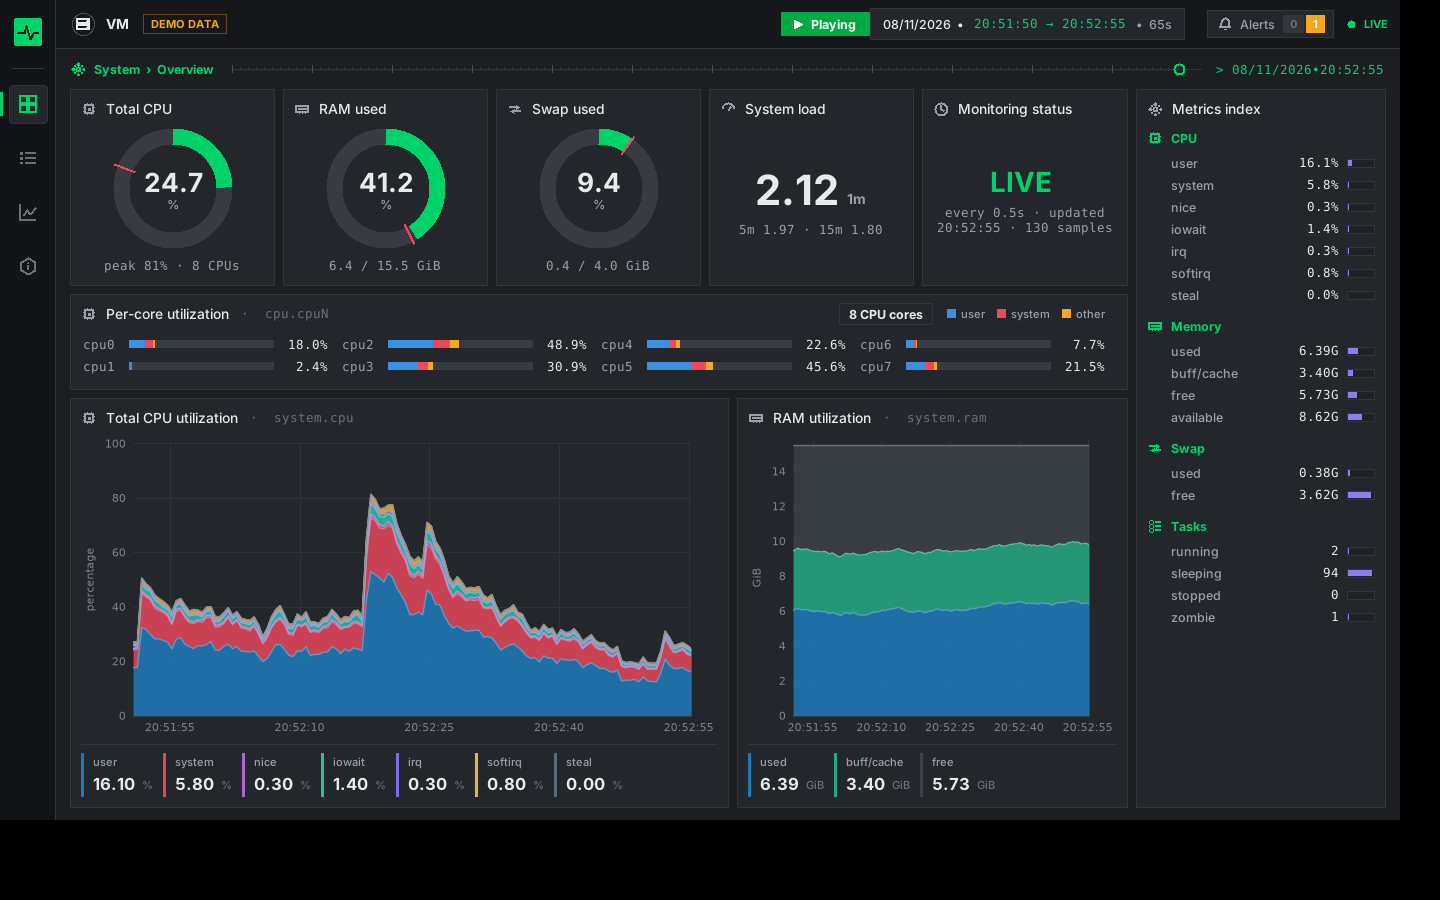 VM DEMO DATA Playing 08/11/2026 • 20:51:50 → 20:52:55 • 65s Alerts 0 1 LIVE
System › Overview > 08/11/2026•20:52:55
Total CPU
24.7
%
peak 81% · 8 CPUs
RAM used
41.2
%
6.4 / 15.5 GiB
Swap used
9.4
%
0.4 / 4.0 GiB
System load
2.12 1m
5m 1.97 · 15m 1.80
Monitoring status
LIVE
every 0.5s · updated
20:52:55 · 130 samples
Per-core utilization · cpu.cpuN 8 CPU cores user system other
cpu0 18.0% cpu2 48.9% cpu4 22.6% cpu6 7.7%
cpu1 2.4% cpu3 30.9% cpu5 45.6% cpu7 21.5%
Total CPU utilization · system.cpu
percentage
100
80
60
40
20
0
20:51:55 20:52:10 20:52:25 20:52:40 20:52:55
user system nice iowait irq softirq steal
16.10 % 5.80 % 0.30 % 1.40 % 0.30 % 0.80 % 0.00 %
RAM utilization · system.ram
GiB
14
12
10
8
6
4
2
0
20:51:55 20:52:10 20:52:25 20:52:40 20:52:55
used buff/cache free
6.39 GiB 3.40 GiB 5.73 GiB
Metrics index
CPU
user 16.1%
system 5.8%
nice 0.3%
iowait 1.4%
irq 0.3%
softirq 0.8%
steal 0.0%
Memory
used 6.39G
buff/cache 3.40G
free 5.73G
available 8.62G
Swap
used 0.38G
free 3.62G
Tasks
running 2
sleeping 94
stopped 0
zombie 1